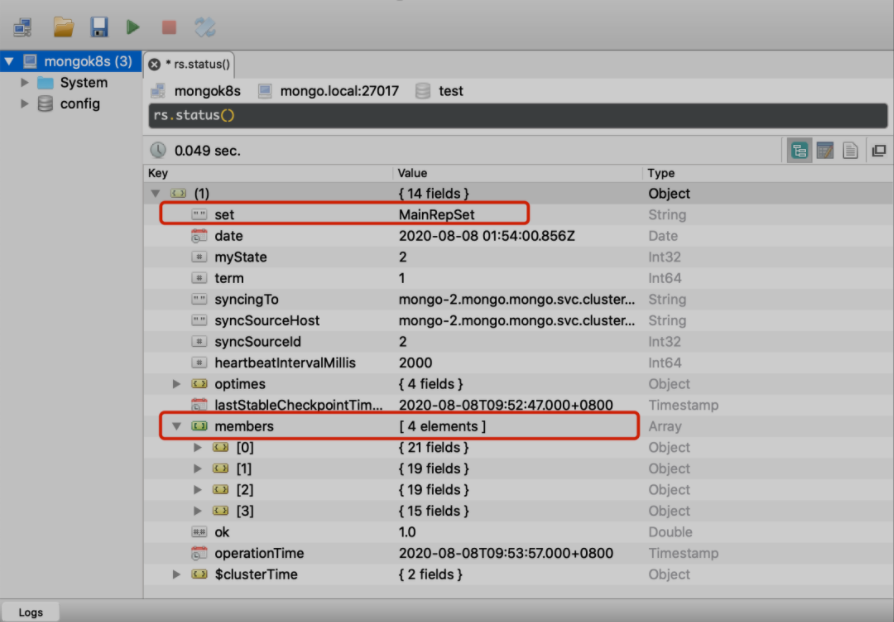 mongok8s (3)
System
config
* rs.status()
mongok8s mongo.local:27017 test
rs.status()
0.049 sec.
Key Value Type
(1) { 14 fields } Object
set MainRepSet String
date 2020-08-08 01:54:00.856Z Date
myState 2 Int32
term 1 Int64
syncingTo mongo-2.mongo.mongo.svc.cluster... String
syncSourceHost mongo-2.mongo.mongo.svc.cluster... String
syncSourceId 2 Int32
heartbeatIntervalMillis 2000 Int64
optimes { 4 fields } Object
lastStableCheckpointTim... 2020-08-08T09:52:47.000+0800 Timestamp
members [ 4 elements ] Array
[0] { 21 fields } Object
[1] { 19 fields } Object
[2] { 19 fields } Object
[3] { 15 fields } Object
ok 1.0 Double
operationTime 2020-08-08T09:53:57.000+0800 Timestamp
$clusterTime { 2 fields } Object
Logs